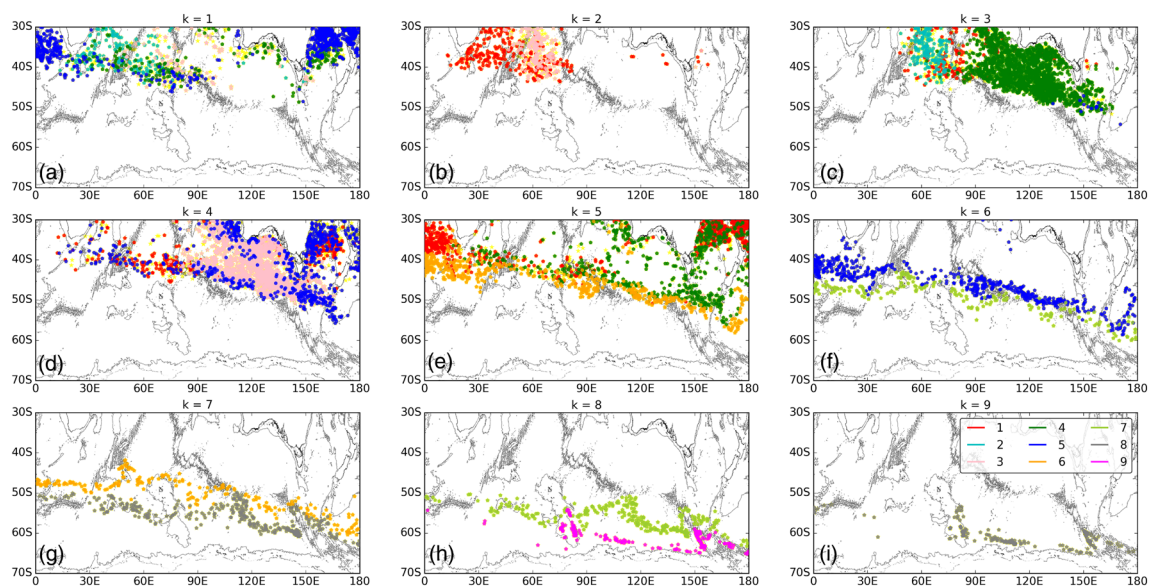 k = 1 k = 2 k = 3
30S 30S 30S
40S 40S 40S
50S 50S 50S
60S 60S 60S
(a) (b) (c)
70S 70S 70S
0 30E 60E 90E 120E 150E 180 0 30E 60E 90E 120E 150E 180 0 30E 60E 90E 120E 150E 180
k = 4 k = 5 k = 6
30S 30S 30S
40S 40S 40S
50S 50S 50S
60S 60S 60S
(d) (e) (f)
70S 70S 70S
0 30E 60E 90E 120E 150E 180 0 30E 60E 90E 120E 150E 180 0 30E 60E 90E 120E 150E 180
k = 7 k = 8 k = 9
30S 30S 30S
1 4 7
2 5 8
3 6 9
40S 40S 40S
50S 50S 50S
60S 60S 60S
(g) (h) (i)
70S 70S 70S
0 30E 60E 90E 120E 150E 180 0 30E 60E 90E 120E 150E 180 0 30E 60E 90E 120E 150E 180